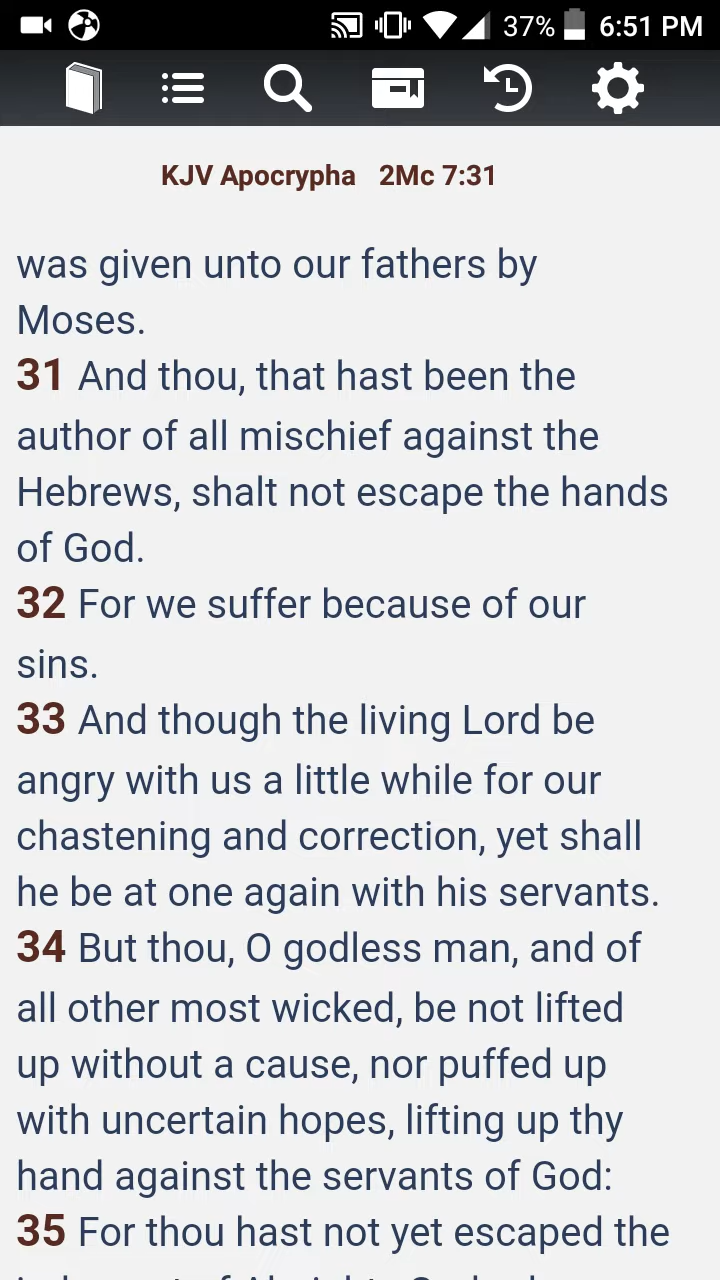 37% 6:51 PM
KJV Apocrypha 2Mc 7:31
was given unto our fathers by
Moses.
31 And thou, that hast been the
author of all mischief against the
Hebrews, shalt not escape the hands
of God.
32 For we suffer because of our
sins.
33 And though the living Lord be
angry with us a little while for our
chastening and correction, yet shall
he be at one again with his servants.
34 But thou, O godless man, and of
all other most wicked, be not lifted
up without a cause, nor puffed up
with uncertain hopes, lifting up thy
hand against the servants of God:
35 For thou hast not yet escaped the